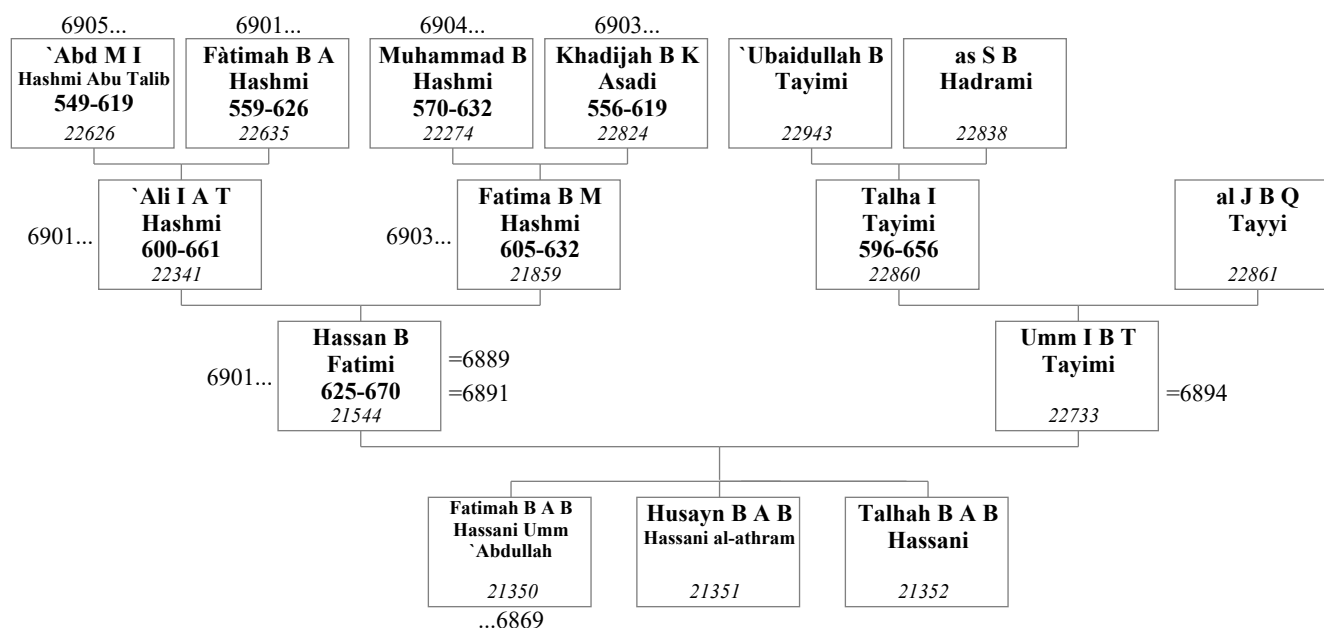 6905... 6901... 6904... 6903...
`Abd M I
Hashmi Abu Talib
549-619
22626
Fàtimah B A
Hashmi
559-626
22635
Muhammad B
Hashmi
570-632
22274
Khadijah B K
Asadi
556-619
22824
`Ubaidullah B
Tayimi
22943
as S B
Hadrami
22838
6901...
`Ali I A T
Hashmi
600-661
22341
6903...
Fatima B M
Hashmi
605-632
21859
Talha I
Tayimi
596-656
22860
al J B Q
Tayyi
22861
6901...
Hassan B
Fatimi
625-670
21544
=6889
=6891
Umm I B T
Tayimi
22733
=6894
Fatimah B A B
Hassani Umm
`Abdullah
21350
...6869
Husayn B A B
Hassani al-athram
21351
Talhah B A B
Hassani
21352